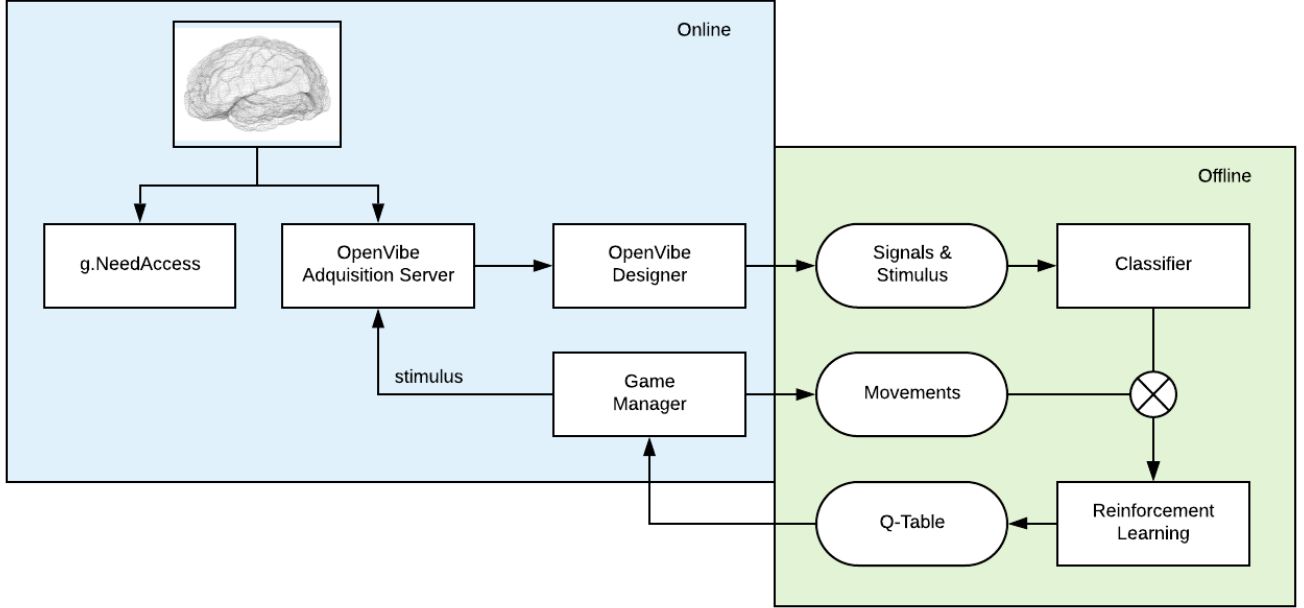 Online
Offline
g.NeedAccess
OpenVibe
Adquisition Server
OpenVibe
Designer
Signals &
Stimulus
Classifier
stimulus
Game
Manager
Movements
Q-Table
Reinforcement
Learning